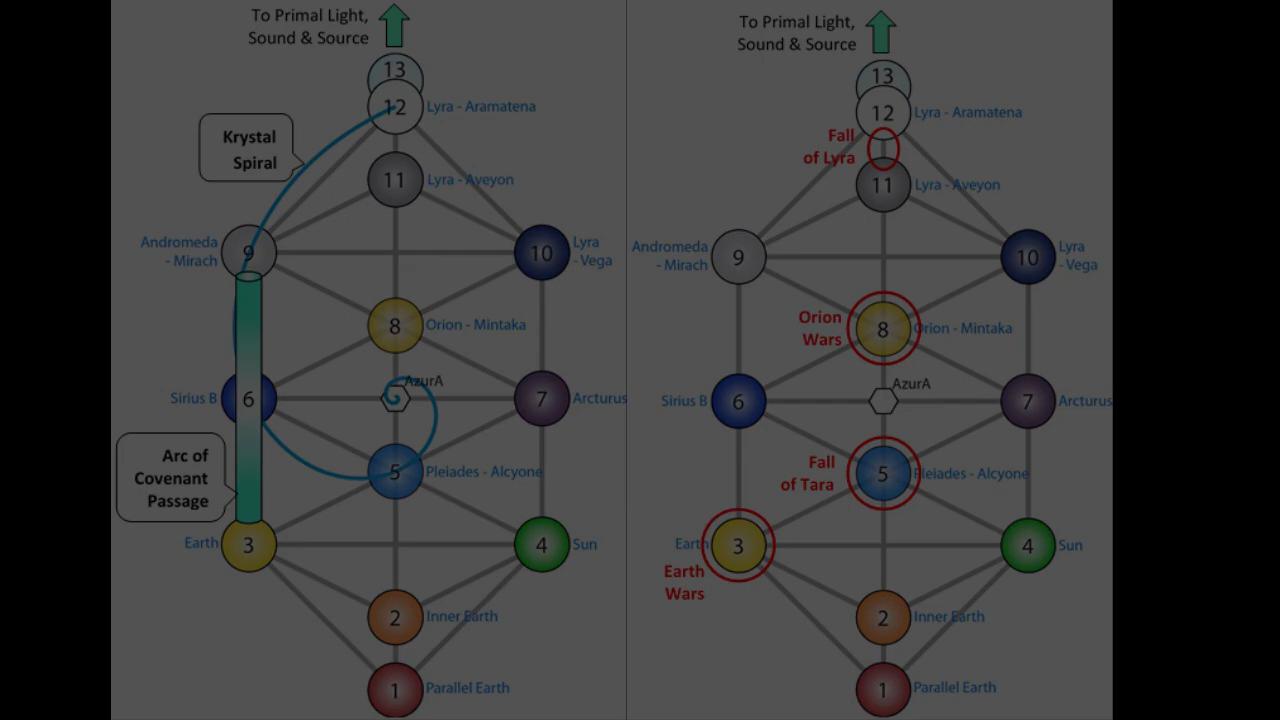 To Primal Light,
Sound & Source
13
12
Lyra - Aramatena
Krystal
Spiral
11
Lyra - Aveyon
Andromeda
- Mirach
9
10
Lyra
- Vega
8
Orion - Mintaka
AzurA
Sirius B
6
7
Arcturus
Arc of
Covenant
Passage
5
Pleiades - Alcyone
Earth
3
4
Sun
2
Inner Earth
1
Parallel Earth
To Primal Light,
Sound & Source
13
12
Lyra - Aramatena
Fall
of Lyra
11
Lyra - Aveyon
Andromeda
- Mirach
9
10
Lyra
- Vega
Orion
Wars
8
Orion - Mintaka
AzurA
Sirius B
6
7
Arcturus
Fall
of Tara
5
Pleiades - Alcyone
Earth
3
4
Sun
Earth
Wars
2
Inner Earth
1
Parallel Earth